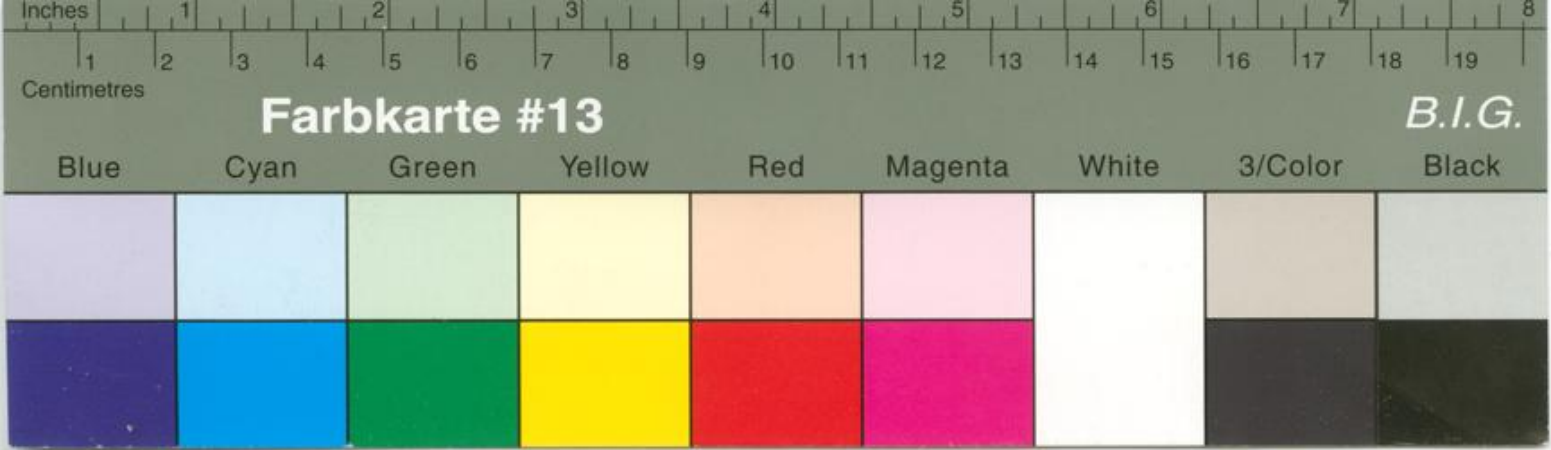 Inches 1 2 3 4 5 6 7 8
1 2 3 4 5 6 7 8 9 10 11 12 13 14 15 16 17 18 19
Centimetres
Farbkarte #13 B.I.G.
Blue Cyan Green Yellow Red Magenta White 3/Color Black